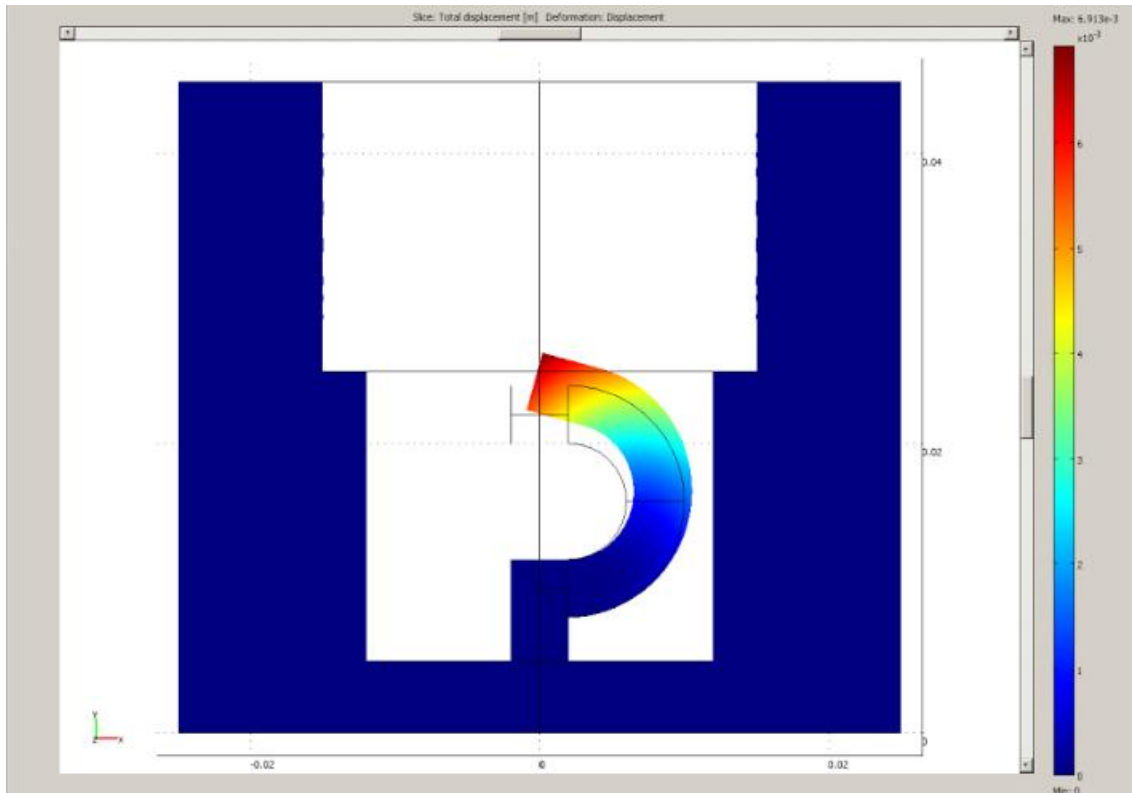 Slice: Total displacement [m] Deformation: Displacement
Max: 6.913e-3
×10⁻³
6
5
4
3
2
1
0
Min: 0
0.04
0.02
0
-0.02
0
0.02
y
z
x